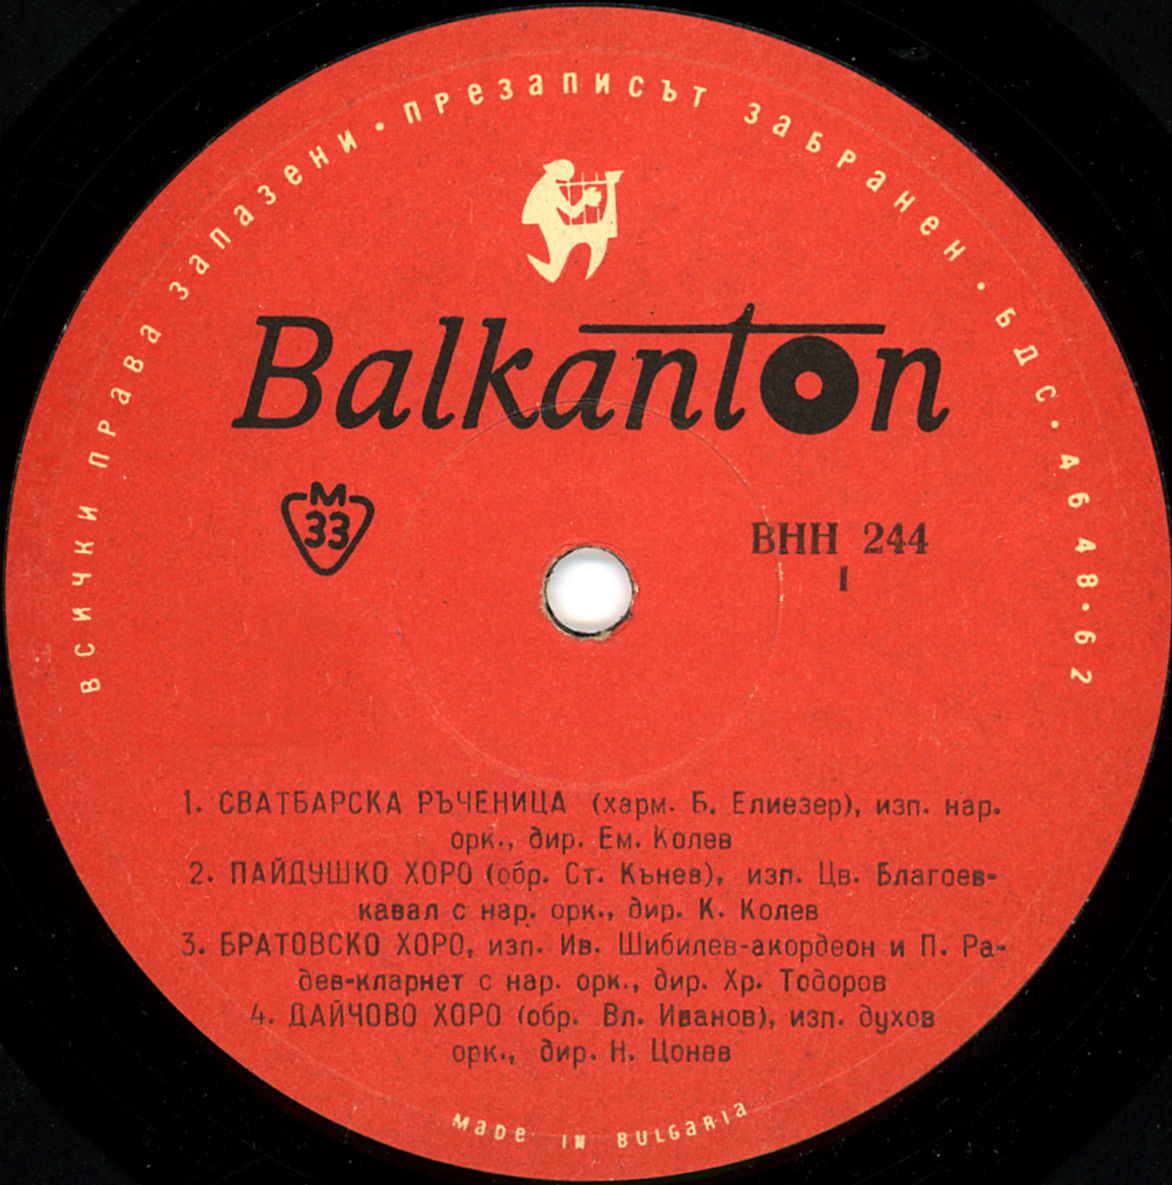 всички права запазени • презаписът забранен • бдс • 4648 • 62
Balkanton
М
33
ВНН 244
I
1. СВАТБАРСКА РЪЧЕНИЦА (харм. Б. Елиезер), изп. нар.
орк., дир. Ем. Колев
2. ПАЙДУШКО ХОРО (обр. Ст. Кънев), изп. Цв. Благоев-
кавал с нар. орк., дир. К. Колев
3. БРАТОВСКО ХОРО, изп. Ив. Шибилев-акордеон и П. Ра-
дев-кларнет с нар. орк., дир. Хр. Тодоров
4. ДАЙЧОВО ХОРО (обр. Вл. Иванов), изп. духов
орк., дир. Н. Цонев
made in bulgaria